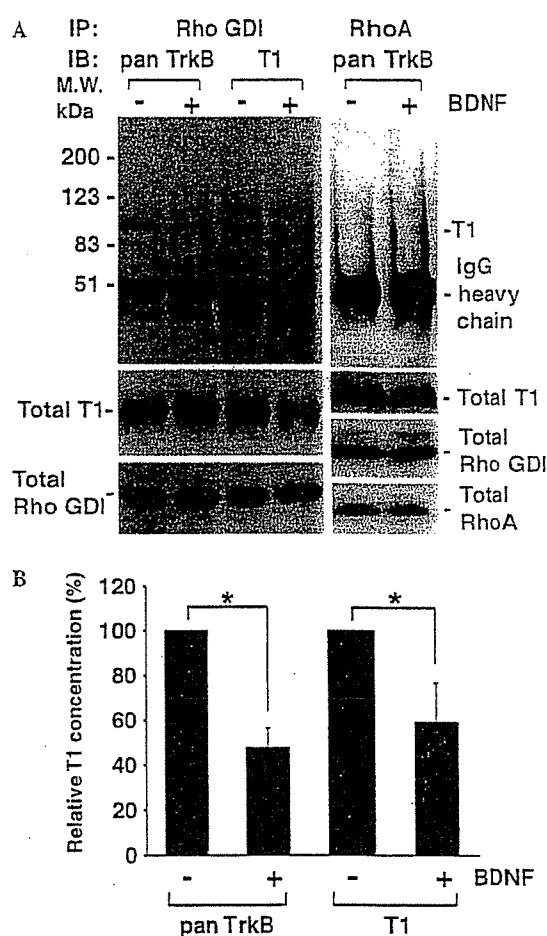 A
IP: Rho GDI RhoA
IB: pan TrkB T1 pan TrkB
M.W.
kDa - + - + - + BDNF
200 -
123 -
83 -
51 -
-T1
IgG
- heavy
chain
Total T1-
- Total T1
Total
- Rho GDI
Total
Rho GDI-
- Total
RhoA
B
Relative T1 concentration (%)
120
100
80
60
40
20
0
* *
- + - + BDNF
pan TrkB T1